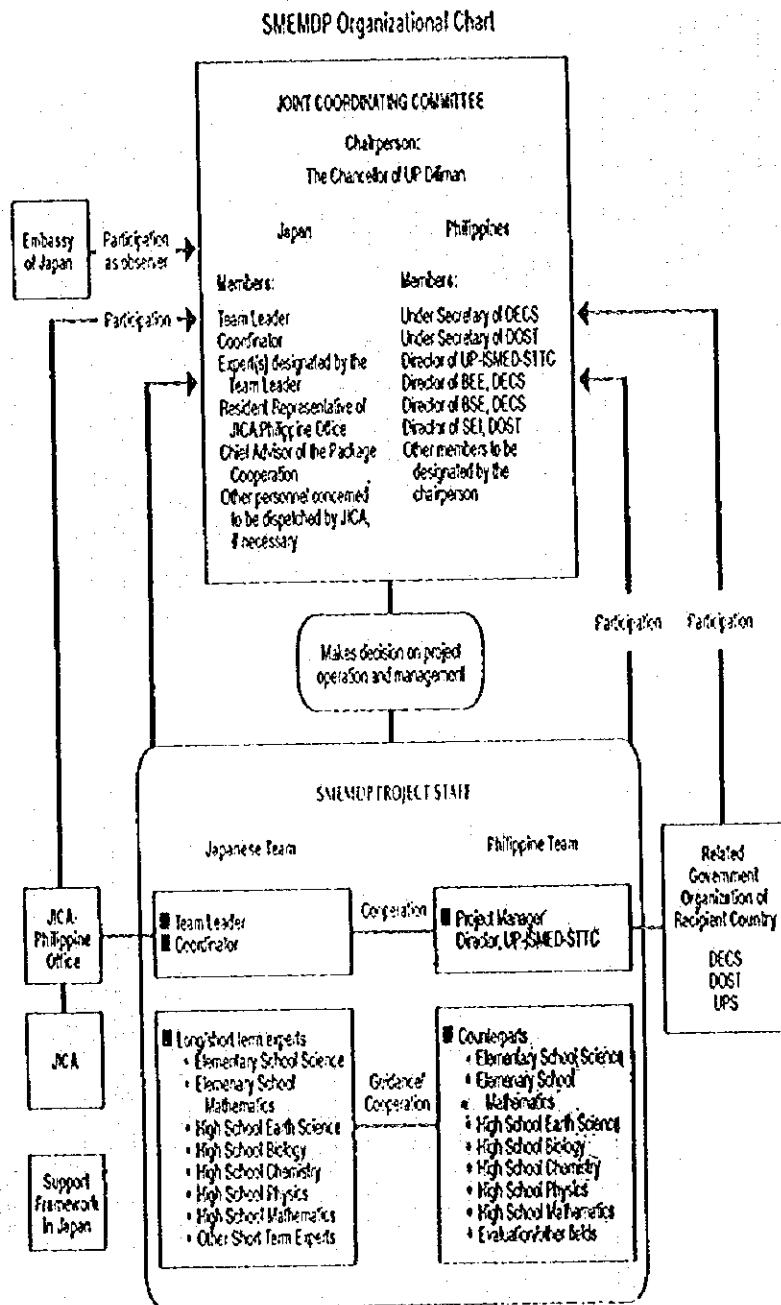 SMEMDP Organizational Chart
JOINT COORDINATING COMMITTEE
Chairperson:
The Chancellor of UP Diliman
Embassy
of Japan
Participation
as observer
Participation
Japan
Members:
Team Leader
Coordinator
Expert(s) designated by the
Team Leader
Resident Representative of
JICA Philippine Office
Chief Advisor of the Package
Cooperation
Other personnel concerned
to be dispatched by JICA,
if necessary
Philippines
Members:
Under Secretary of DECS
Under Secretary of DOST
Director of UP-ISMED-STTC
Director of BEE, DECS
Director of BSE, DECS
Director of SEI, DOST
Other members to be
designated by the
chairperson
Participation
Participation
Makes decision on project
operation and management
SMEMDP PROJECT STAFF
Japanese Team
Philippine Team
JICA-
Philippine
Office
■ Team Leader
■ Coordinator
Cooperation
■ Project Manager/
Director, UP-ISMED-STTC
Related
Government
Organization of
Recipient Country
DECS
DOST
UPS
JICA
■ Long/short term experts
• Elementary School Science
• Elemenary School
Mathematics
• High School Earth Science
• High School Biology
• High School Chemistry
• High School Physics
• High School Mathematics
• Other Short Term Experts
Guidance/
Cooperation
■ Counterparts
• Elementary School Science
• Elemenary School
Mathematics
• High School Earth Science
• High School Biology
• High School Chemistry
• High School Physics
• High School Mathematics
• Evaluation/other fields
Support
Framework
In Japan